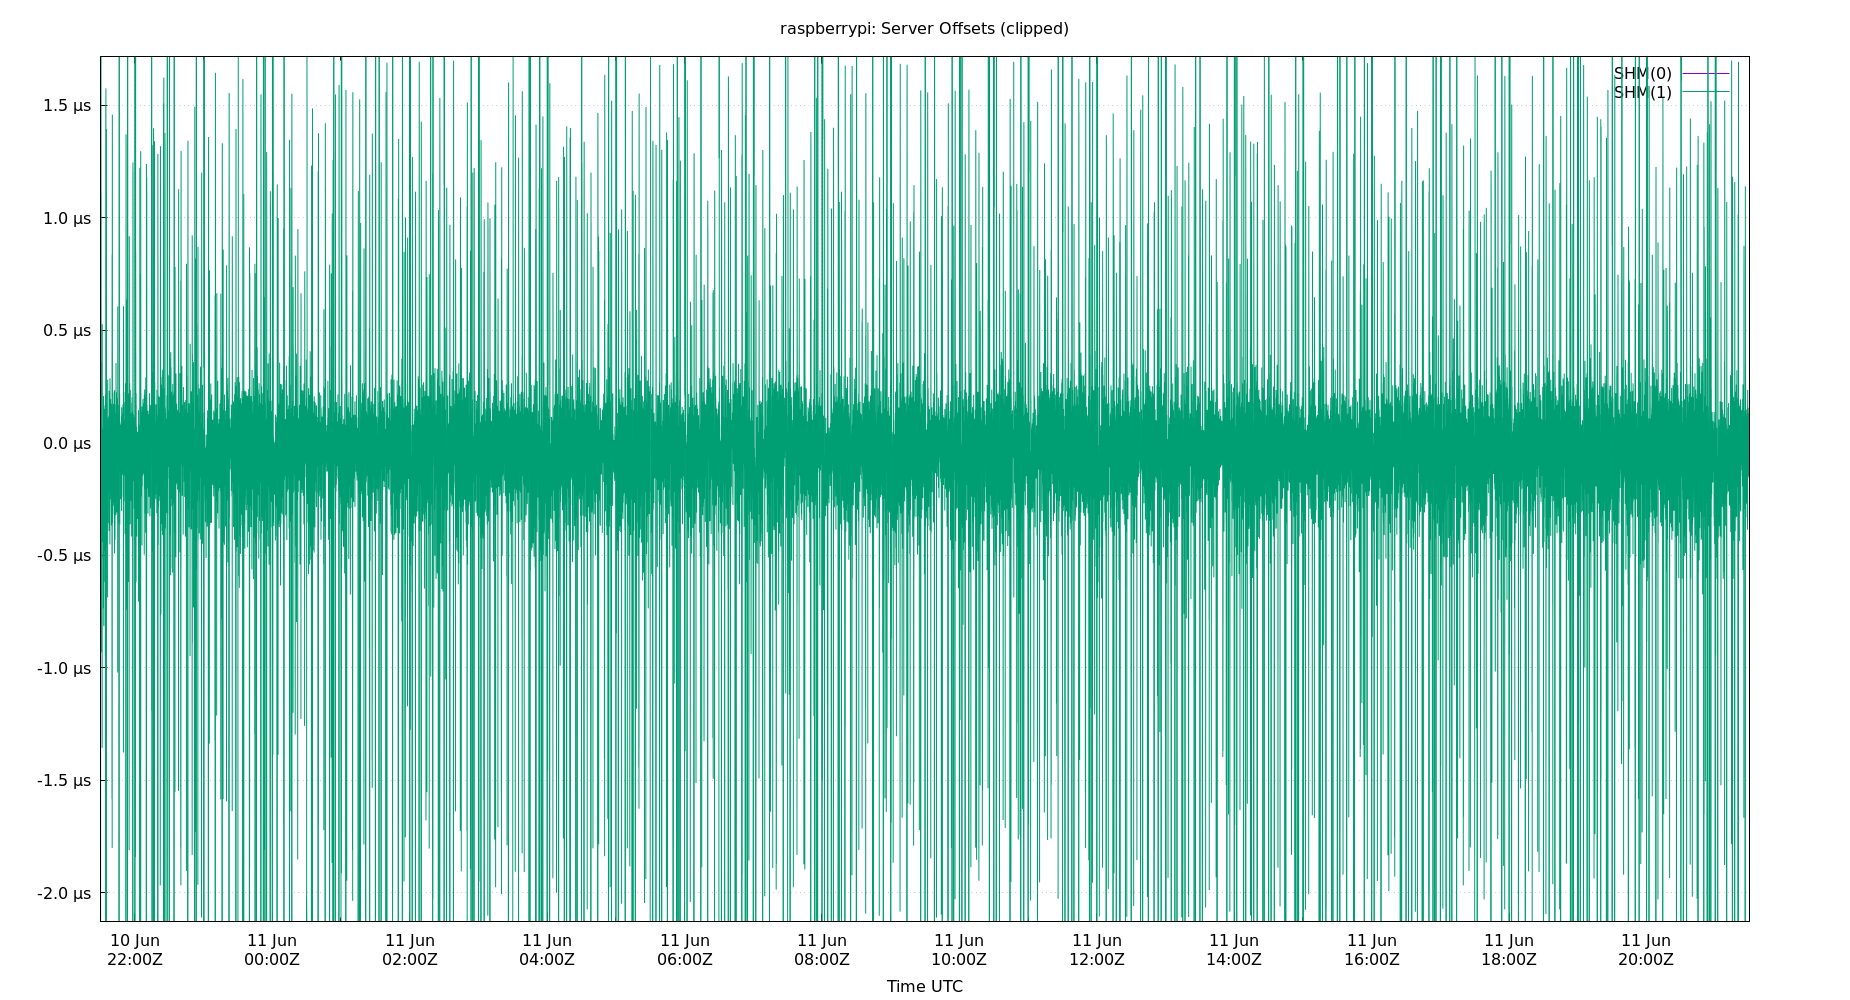 raspberrypi: Server Offsets (clipped)
SHM(0)
SHM(1)
1.5 µs
1.0 µs
0.5 µs
0.0 µs
-0.5 µs
-1.0 µs
-1.5 µs
-2.0 µs
10 Jun 11 Jun 11 Jun 11 Jun 11 Jun 11 Jun 11 Jun 11 Jun 11 Jun 11 Jun 11 Jun 11 Jun
22:00Z 00:00Z 02:00Z 04:00Z 06:00Z 08:00Z 10:00Z 12:00Z 14:00Z 16:00Z 18:00Z 20:00Z
Time UTC